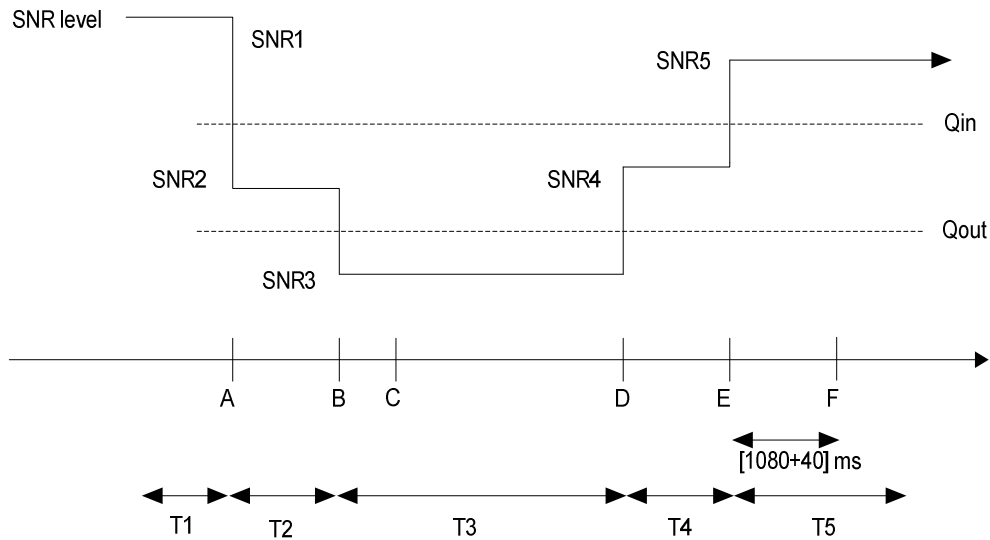 SNR level
SNR1
SNR5
Qin
SNR2
SNR4
Qout
SNR3
A B C D E F
[1080+40] ms
T1 T2 T3 T4 T5